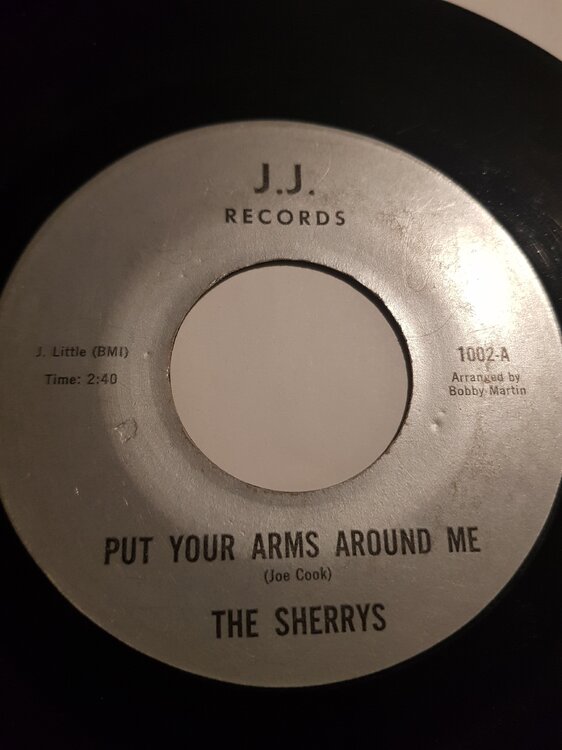 J.J.
RECORDS
J. Little (BMI)
Time: 2:40
1002-A
Arranged by
Bobby Martin
PUT YOUR ARMS AROUND ME
(Joe Cook)
THE SHERRYS